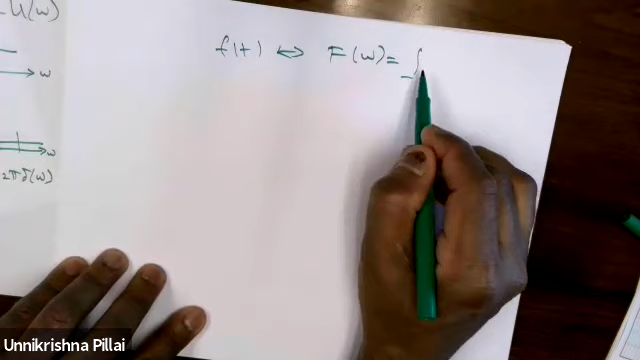 U(w)
w
w
2πδ(w)
f(t) ⇔ F(w) = ∫
Unnikrishna Pillai